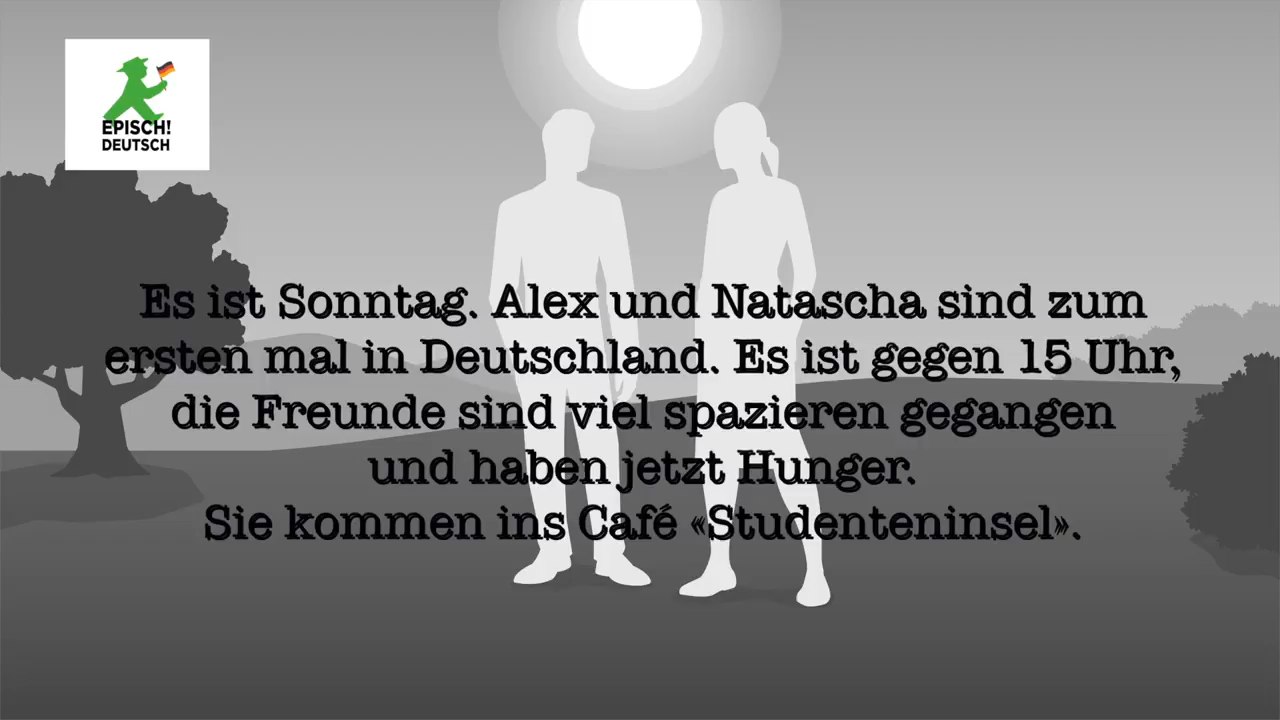 EPISCH!
DEUTSCH
Es ist Sonntag. Alex und Natascha sind zum
ersten mal in Deutschland. Es ist gegen 15 Uhr,
die Freunde sind viel spazieren gegangen
und haben jetzt Hunger.
Sie kommen ins Café «Studenteninsel».